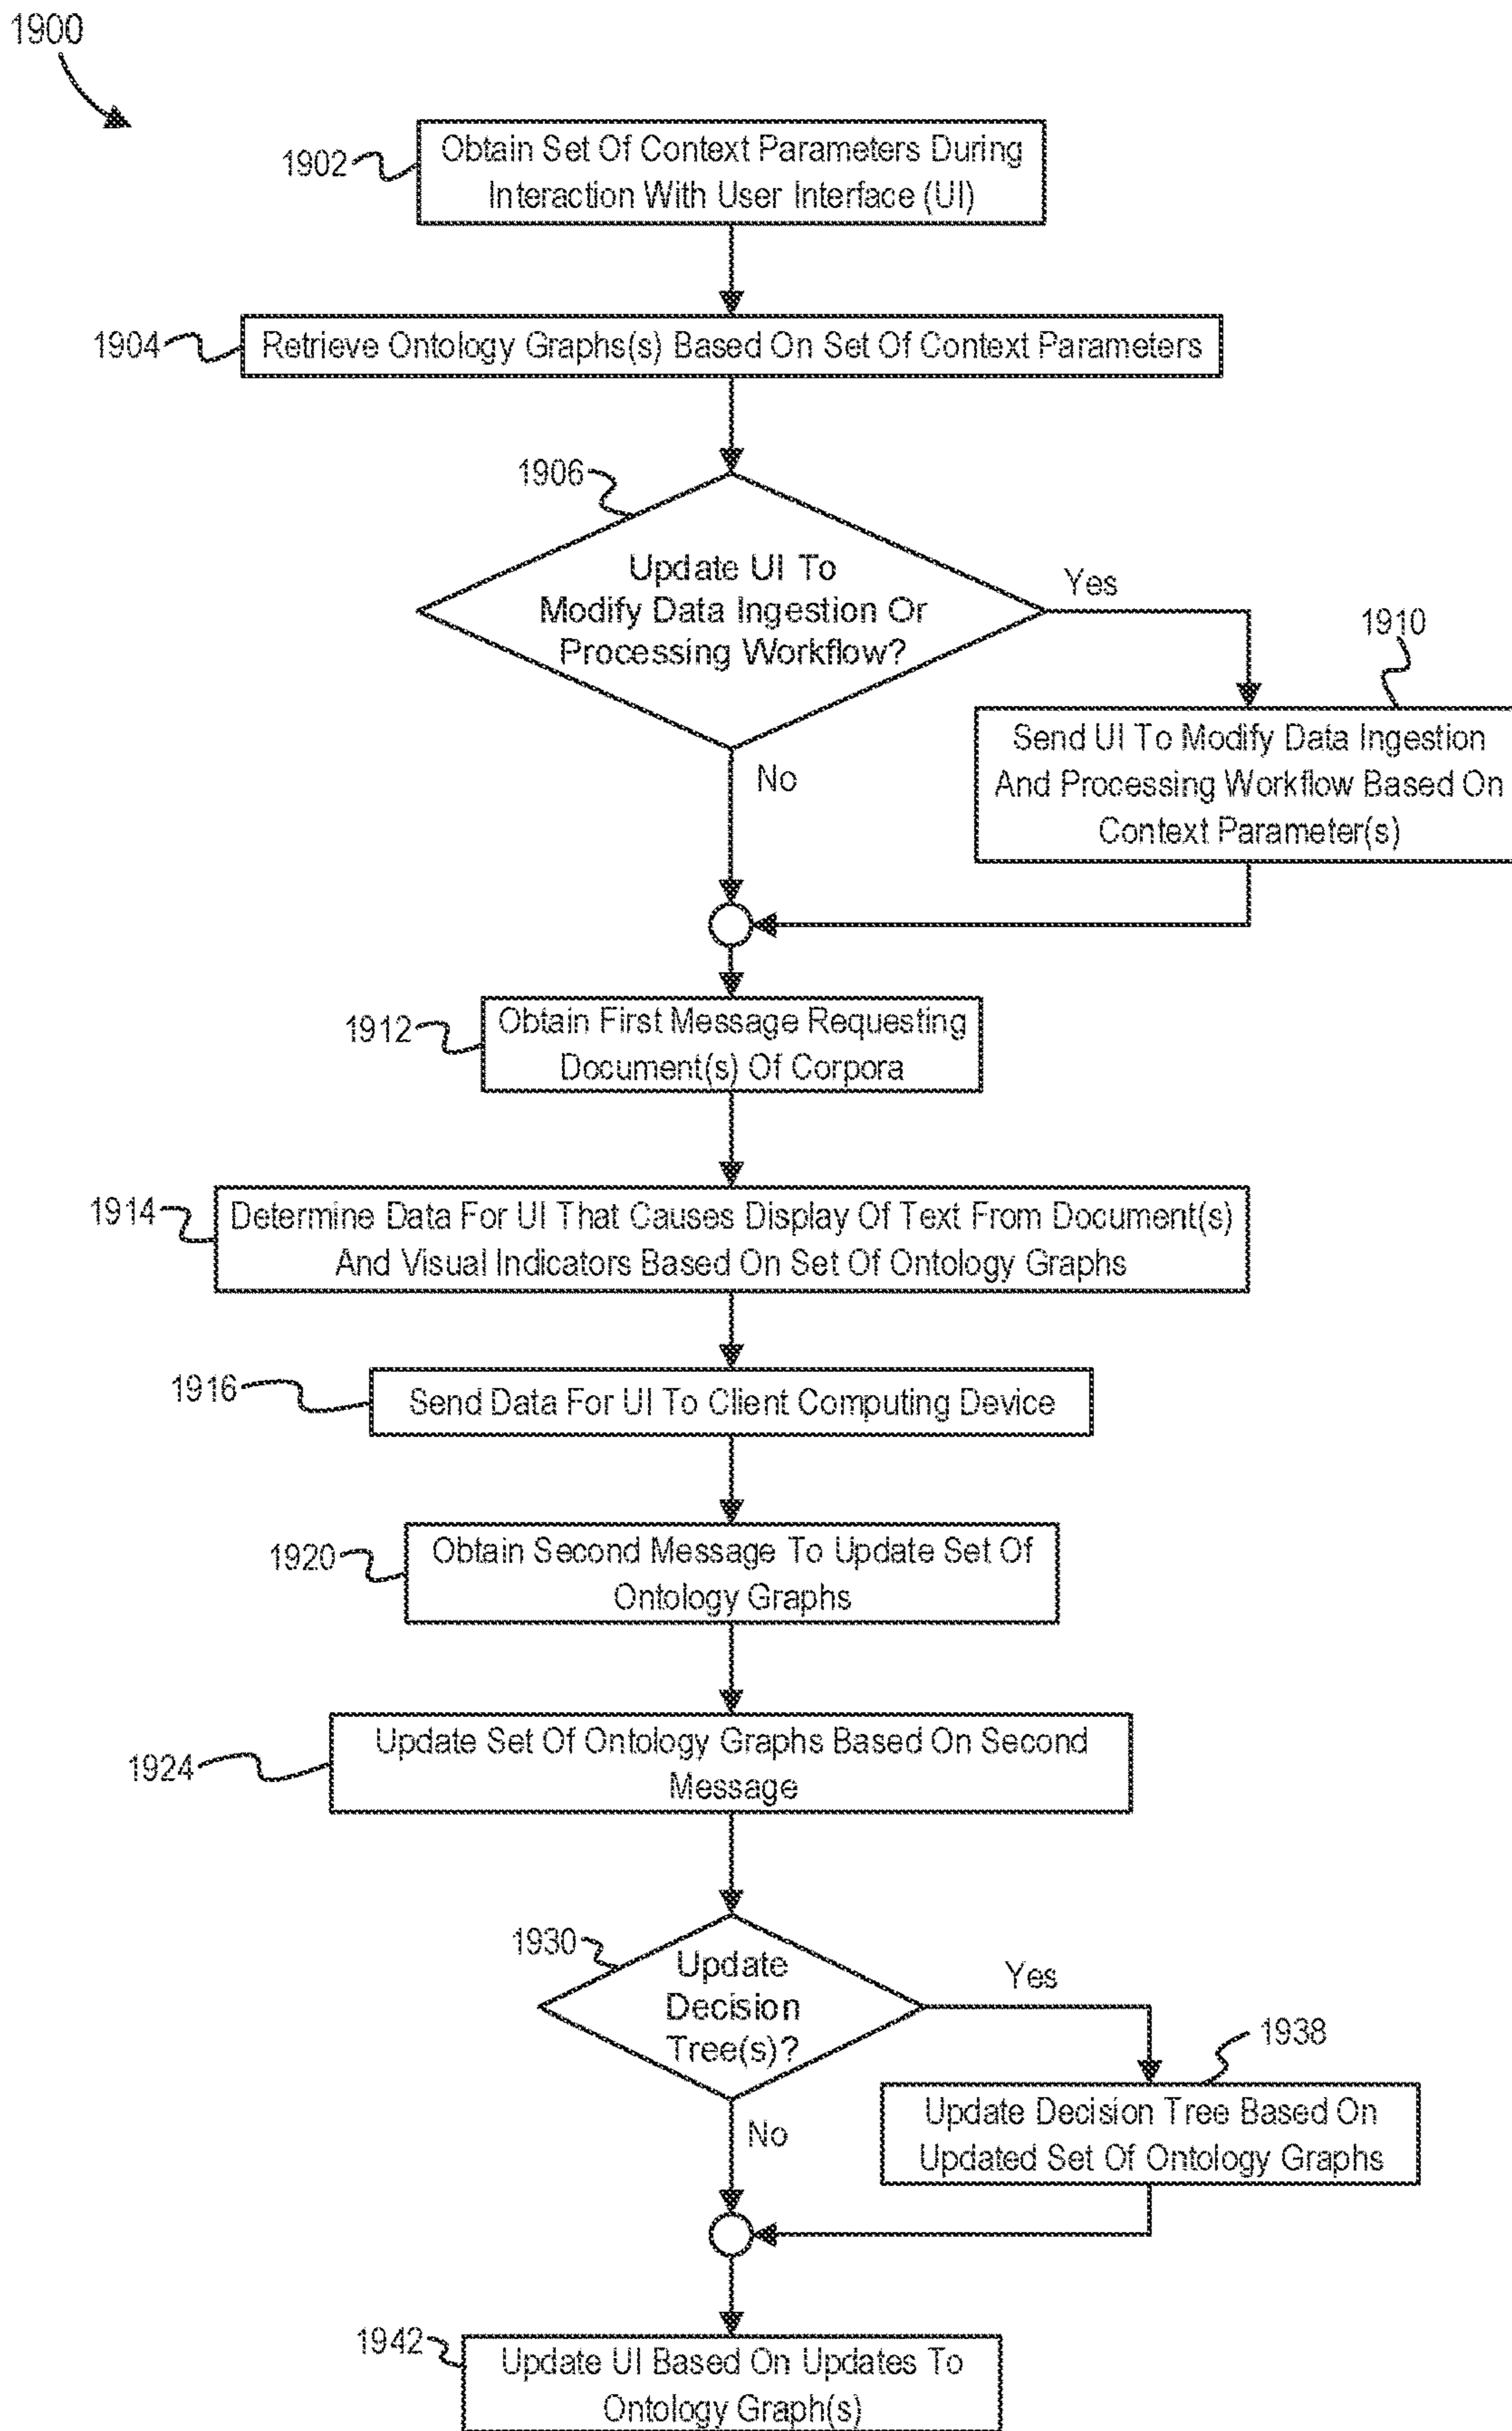 1900
1902
Obtain Set Of Context Parameters During
Interaction With User Interface (UI)
1904
Retrieve Ontology Graphs(s) Based On Set Of Context Parameters
1906
Update UI To
Modify Data Ingestion Or
Processing Workflow?
Yes
1910
Send UI To Modify Data Ingestion
And Processing Workflow Based On
Context Parameter(s)
No
1912
Obtain First Message Requesting
Document(s) Of Corpora
1914
Determine Data For UI That Causes Display Of Text From Document(s)
And Visual Indicators Based On Set Of Ontology Graphs
1916
Send Data For UI To Client Computing Device
1920
Obtain Second Message To Update Set Of
Ontology Graphs
1924
Update Set Of Ontology Graphs Based On Second
Message
1930
Update
Decision
Tree(s)?
Yes
1938
Update Decision Tree Based On
Updated Set Of Ontology Graphs
No
1942
Update UI Based On Updates To
Ontology Graph(s)